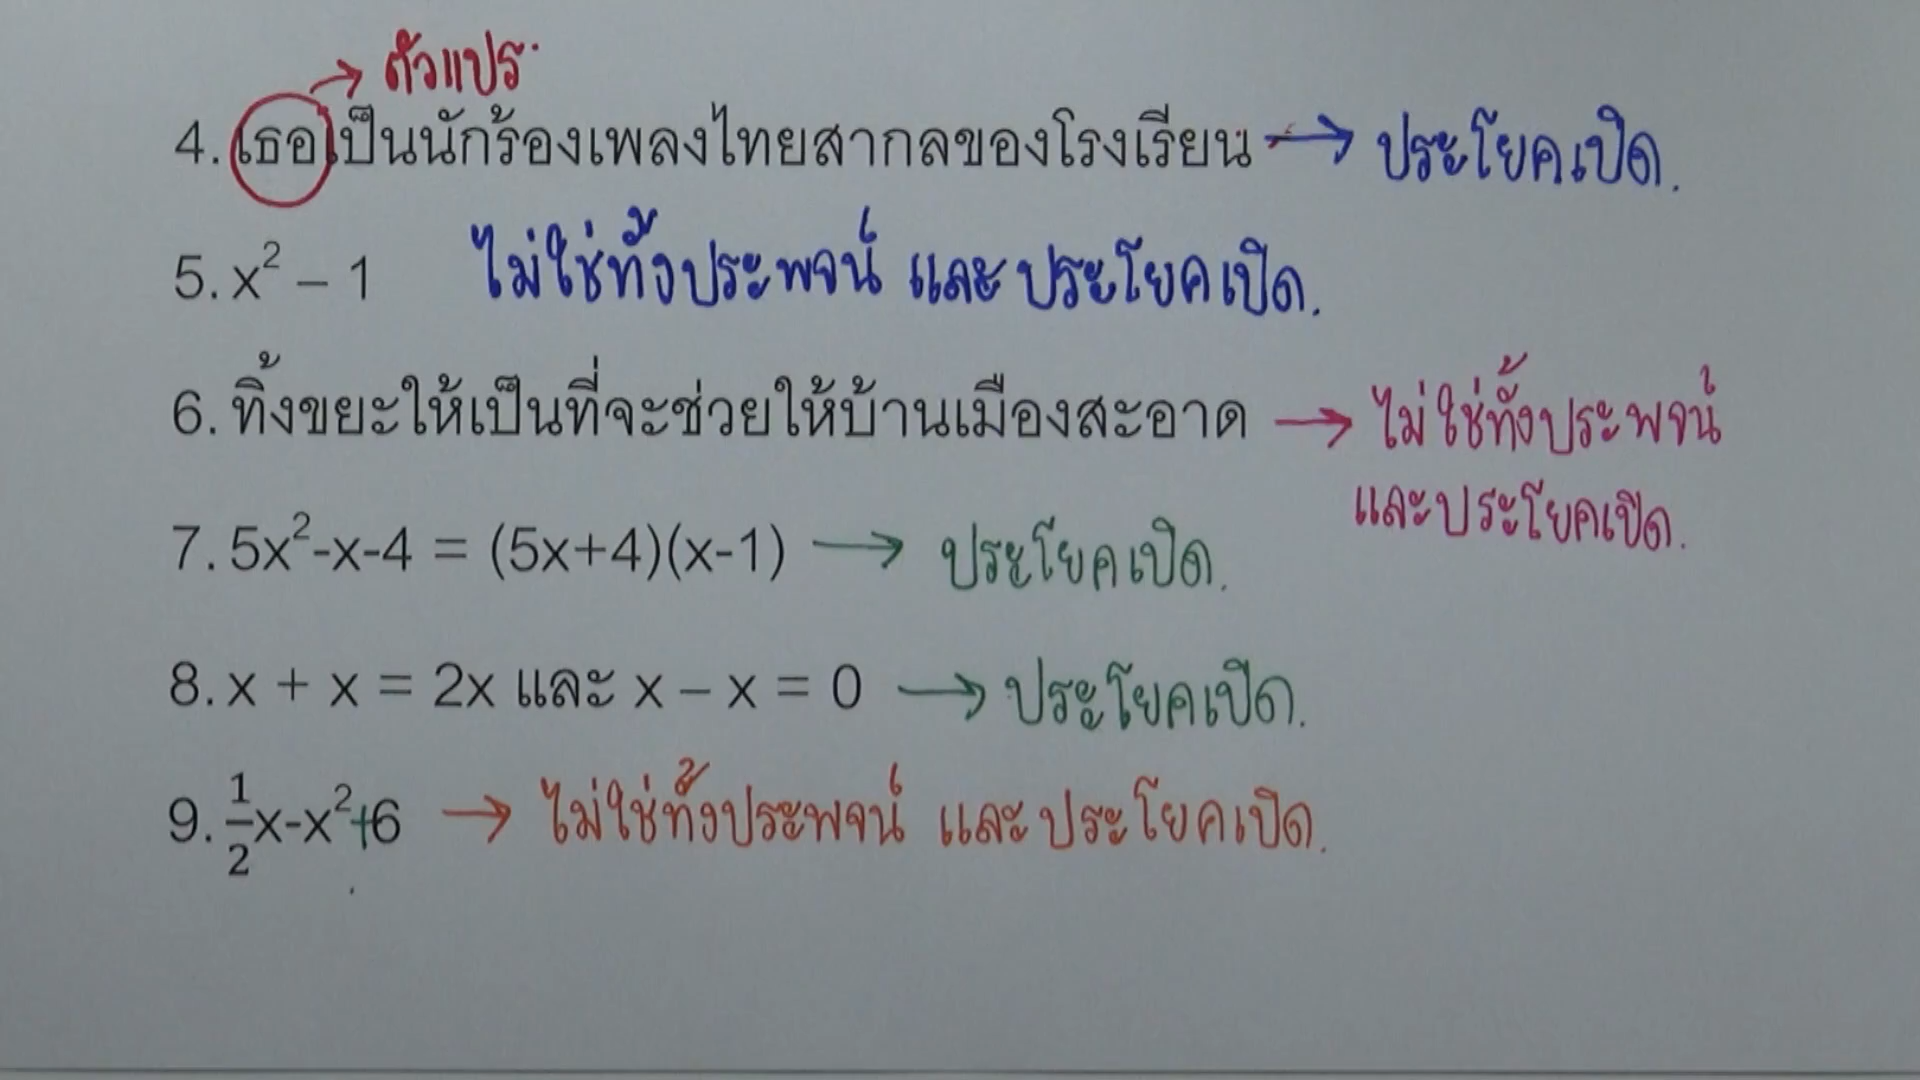 ตัวแปร
4. เธอเป็นนักร้องเพลงไทยสากลของโรงเรียน → ประโยคเปิด.
5. x² – 1 ไม่ใช่ทั้งประพจน์ และ ประโยคเปิด.
6. ทิ้งขยะให้เป็นที่จะช่วยให้บ้านเมืองสะอาด → ไม่ใช่ทั้งประพจน์
และประโยคเปิด.
7. 5x²-x-4 = (5x+4)(x-1) → ประโยคเปิด.
8. x + x = 2x และ x – x = 0 → ประโยคเปิด.
9. ½x-x²+6 → ไม่ใช่ทั้งประพจน์ และ ประโยคเปิด.